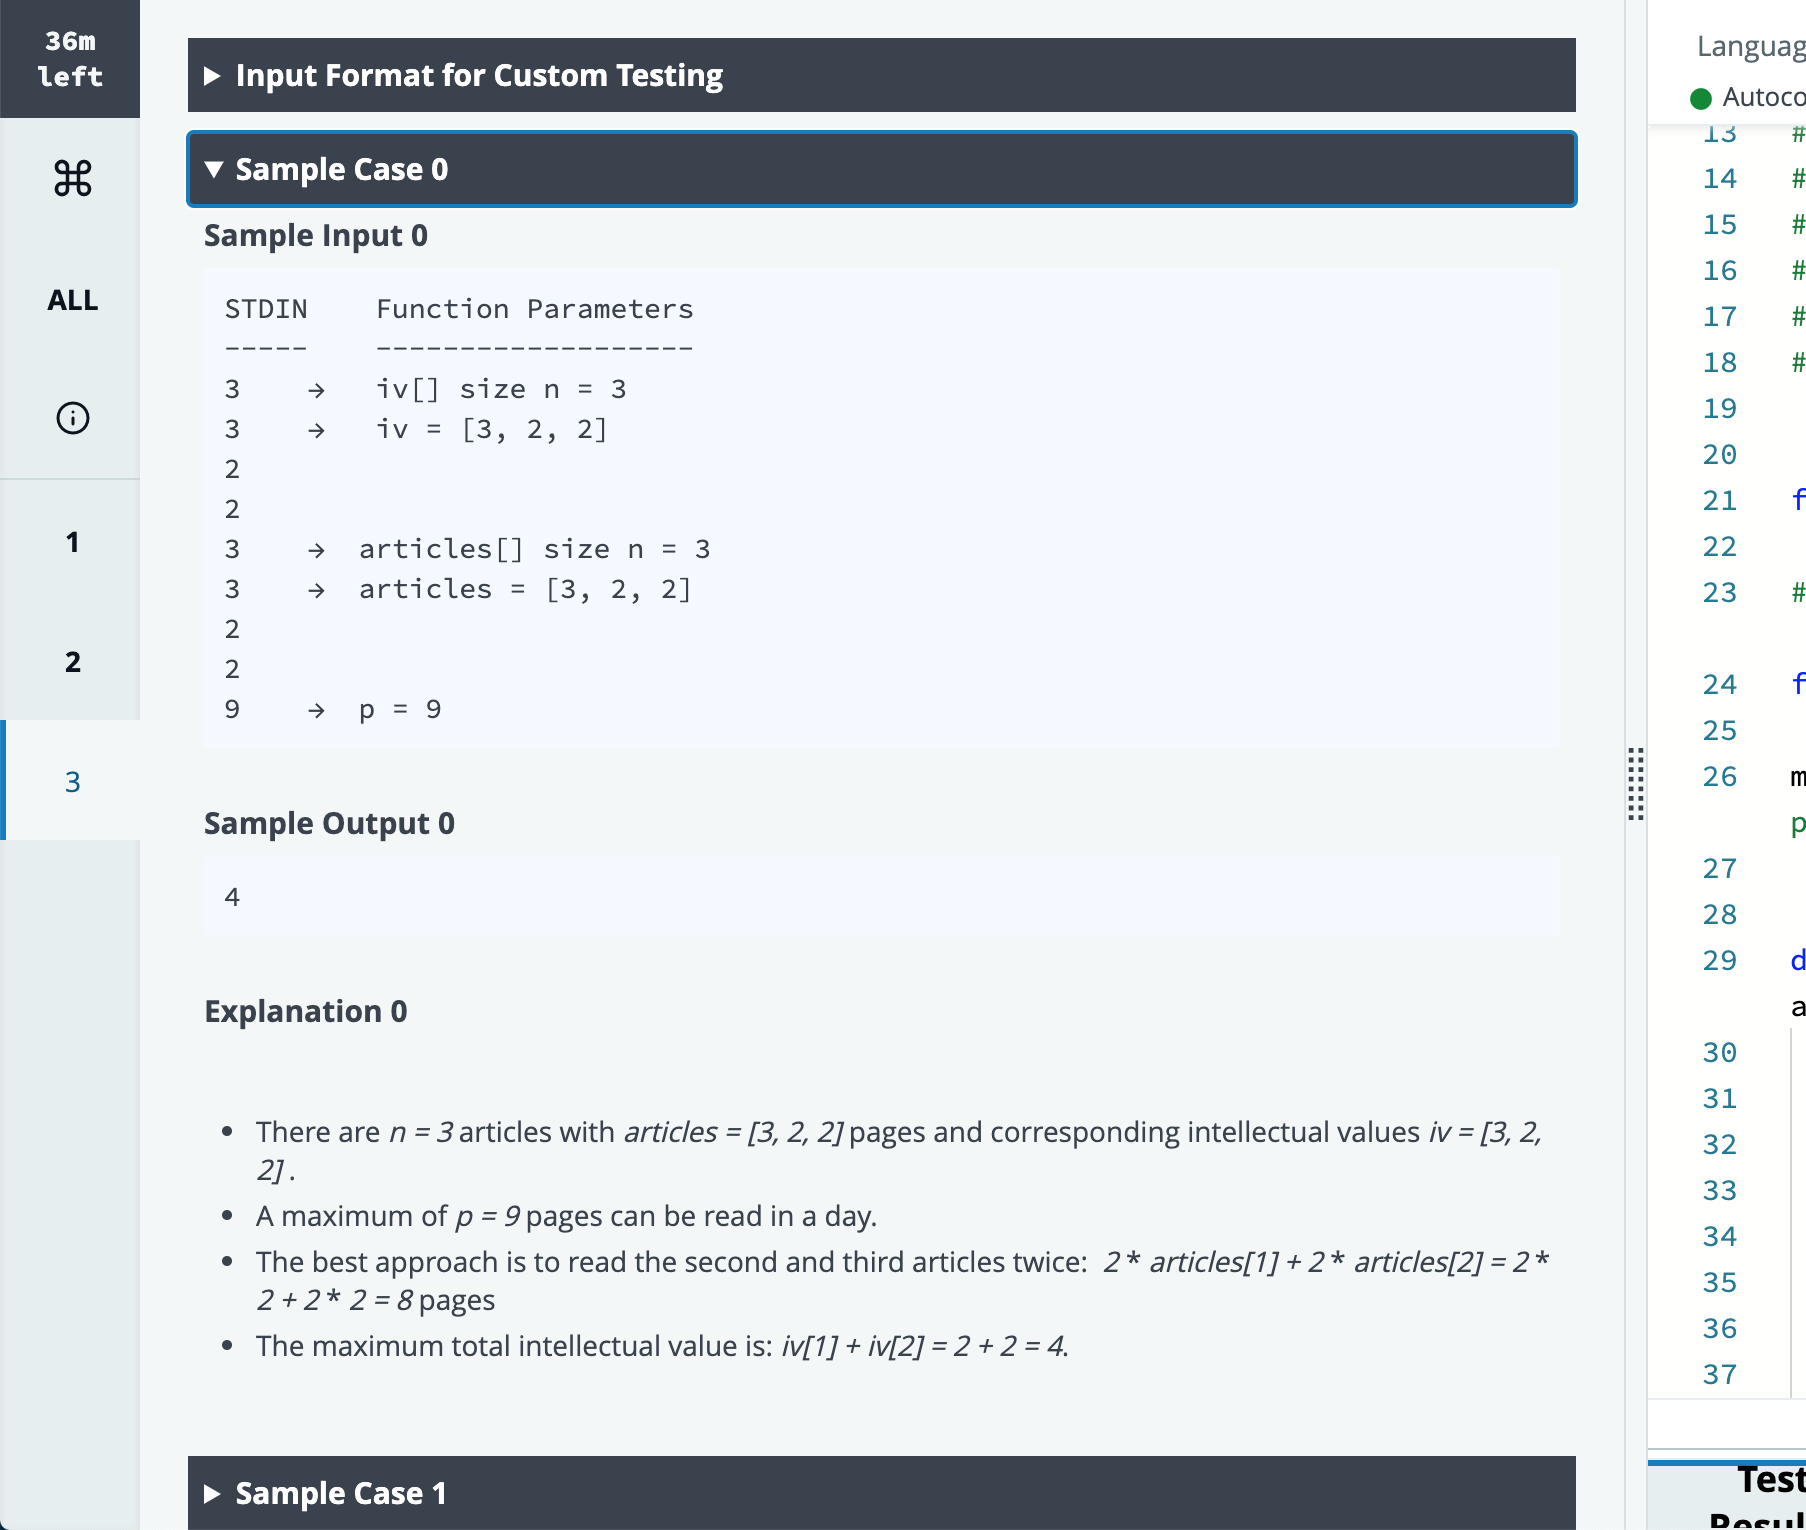 36m
left
ALL
1
2
3
Input Format for Custom Testing
Sample Case 0
Sample Input 0
STDIN    Function Parameters
-----    -------------------
3    →   iv[] size n = 3
3    →   iv = [3, 2, 2]
2
2
3    →  articles[] size n = 3
3    →  articles = [3, 2, 2]
2
2
9    →  p = 9
Sample Output 0
4
Explanation 0
• There are n = 3 articles with articles = [3, 2, 2] pages and corresponding intellectual values iv = [3, 2,
2] .
• A maximum of p = 9 pages can be read in a day.
• The best approach is to read the second and third articles twice:  2 * articles[1] + 2 * articles[2] = 2 *
2 + 2 * 2 = 8 pages
• The maximum total intellectual value is: iv[1] + iv[2] = 2 + 2 = 4.
Sample Case 1
Languag
Autoco
13 #
14 #
15 #
16 #
17 #
18 #
19
20
21 f
22
23 #
24 f
25
26 m
p
27
28
29 d
a
30
31
32
33
34
35
36
37
Test
Resul